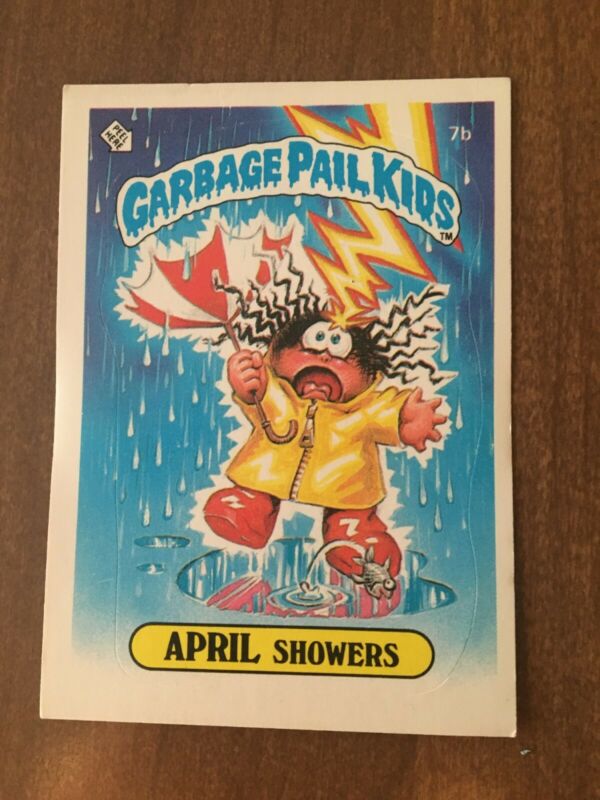 PEEL HERE
7b
GARBAGE PAIL KIDS
TM
APRIL SHOWERS